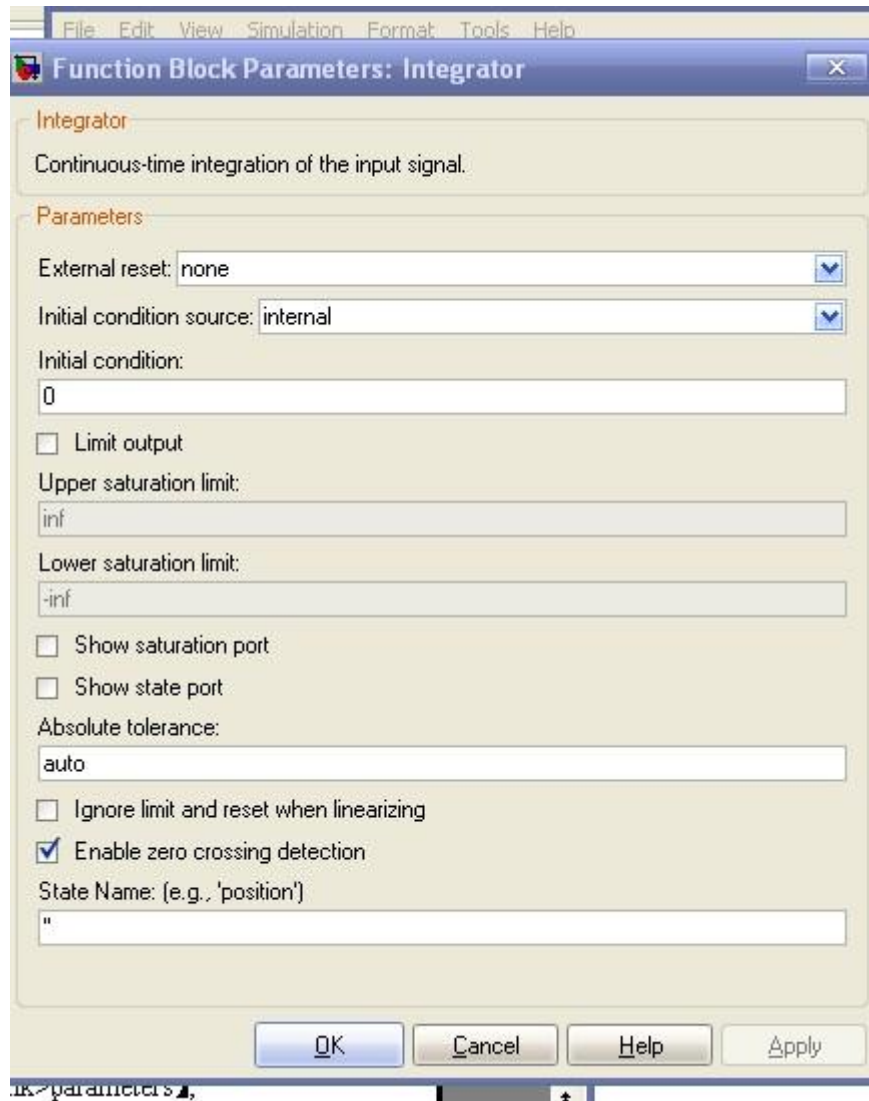 File Edit View Simulation Format Tools Help
Function Block Parameters: Integrator
Integrator
Continuous-time integration of the input signal.
Parameters
External reset: none
Initial condition source: internal
Initial condition:
0
Limit output
Upper saturation limit:
inf
Lower saturation limit:
-inf
Show saturation port
Show state port
Absolute tolerance:
auto
Ignore limit and reset when linearizing
Enable zero crossing detection
State Name: (e.g., 'position')
''
OK Cancel Help Apply
parameters